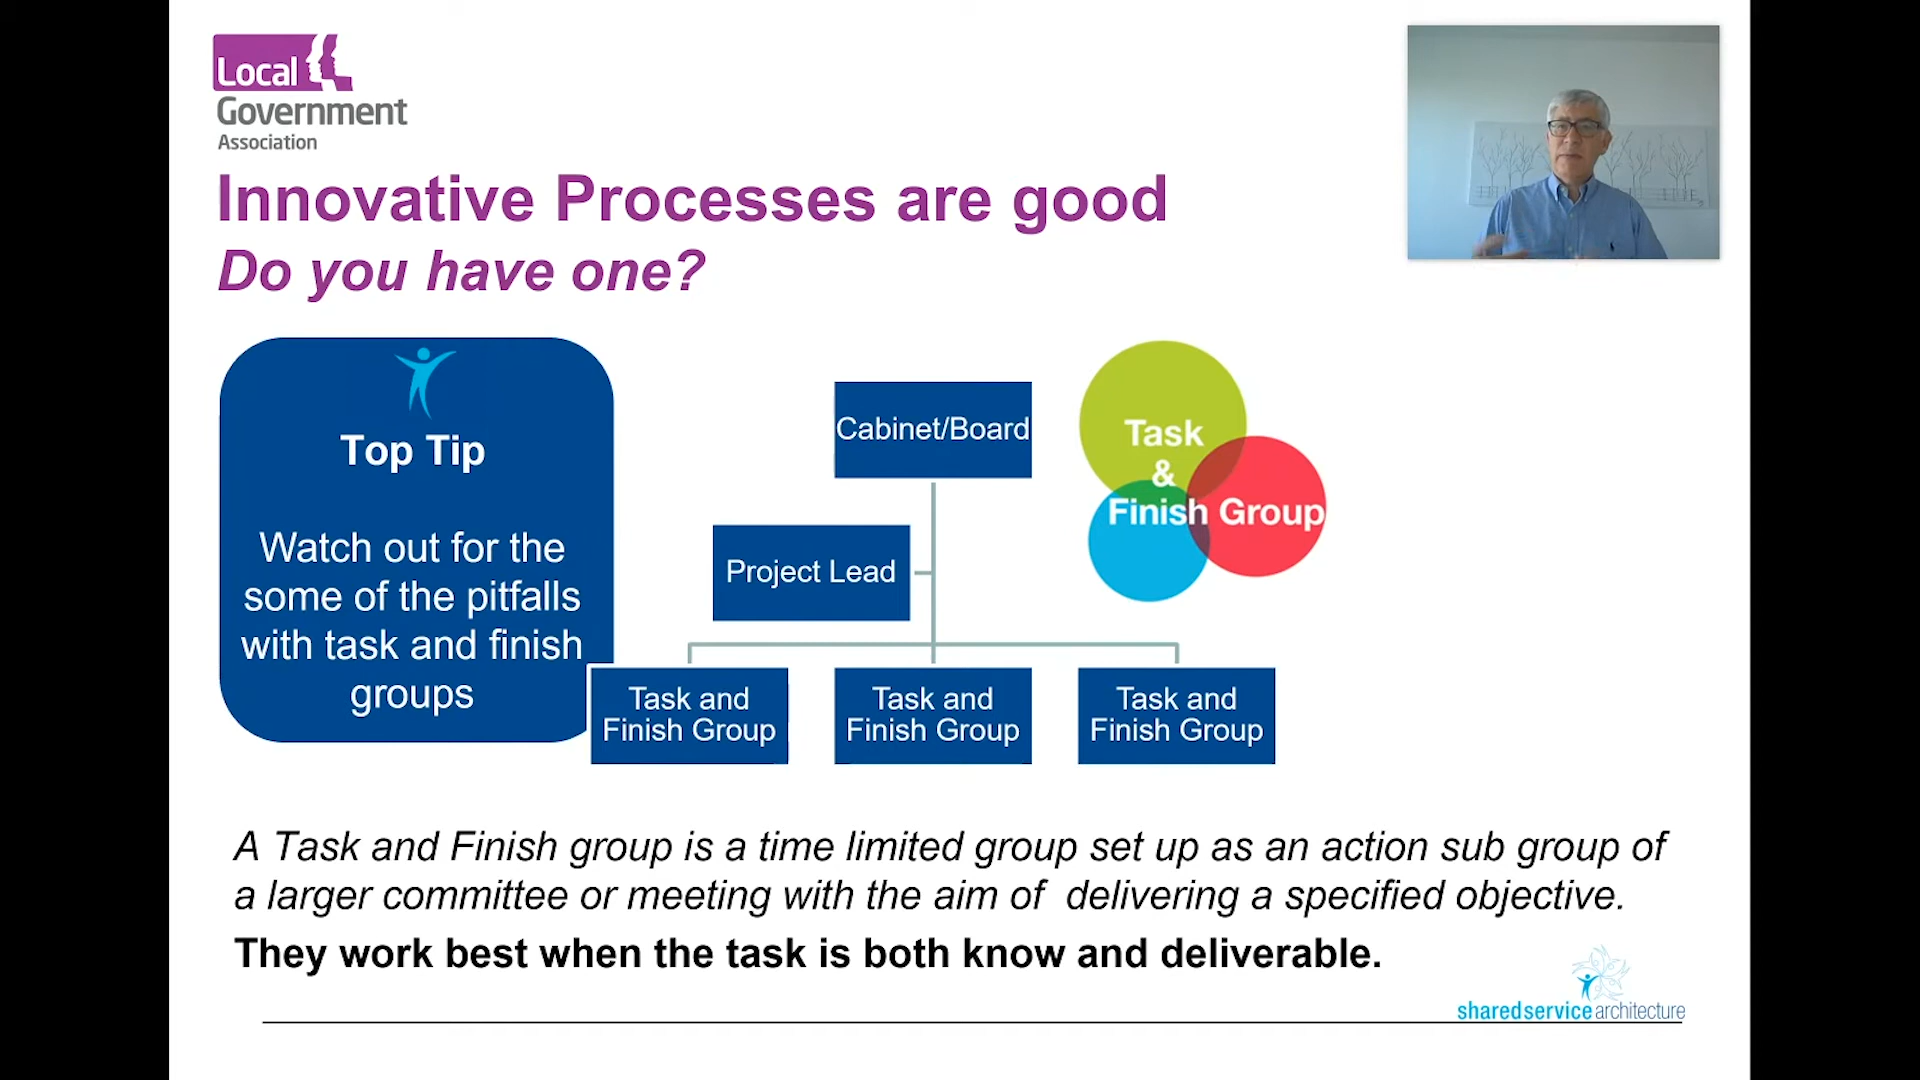 Local
Government
Association
Innovative Processes are good
Do you have one?
Top Tip
Watch out for the
some of the pitfalls
with task and finish
groups
Cabinet/Board
Project Lead
Task and
Finish Group
Task and
Finish Group
Task and
Finish Group
Task
&
Finish Group
A Task and Finish group is a time limited group set up as an action sub group of
a larger committee or meeting with the aim of delivering a specified objective.
They work best when the task is both know and deliverable.
sharedservicearchitecture